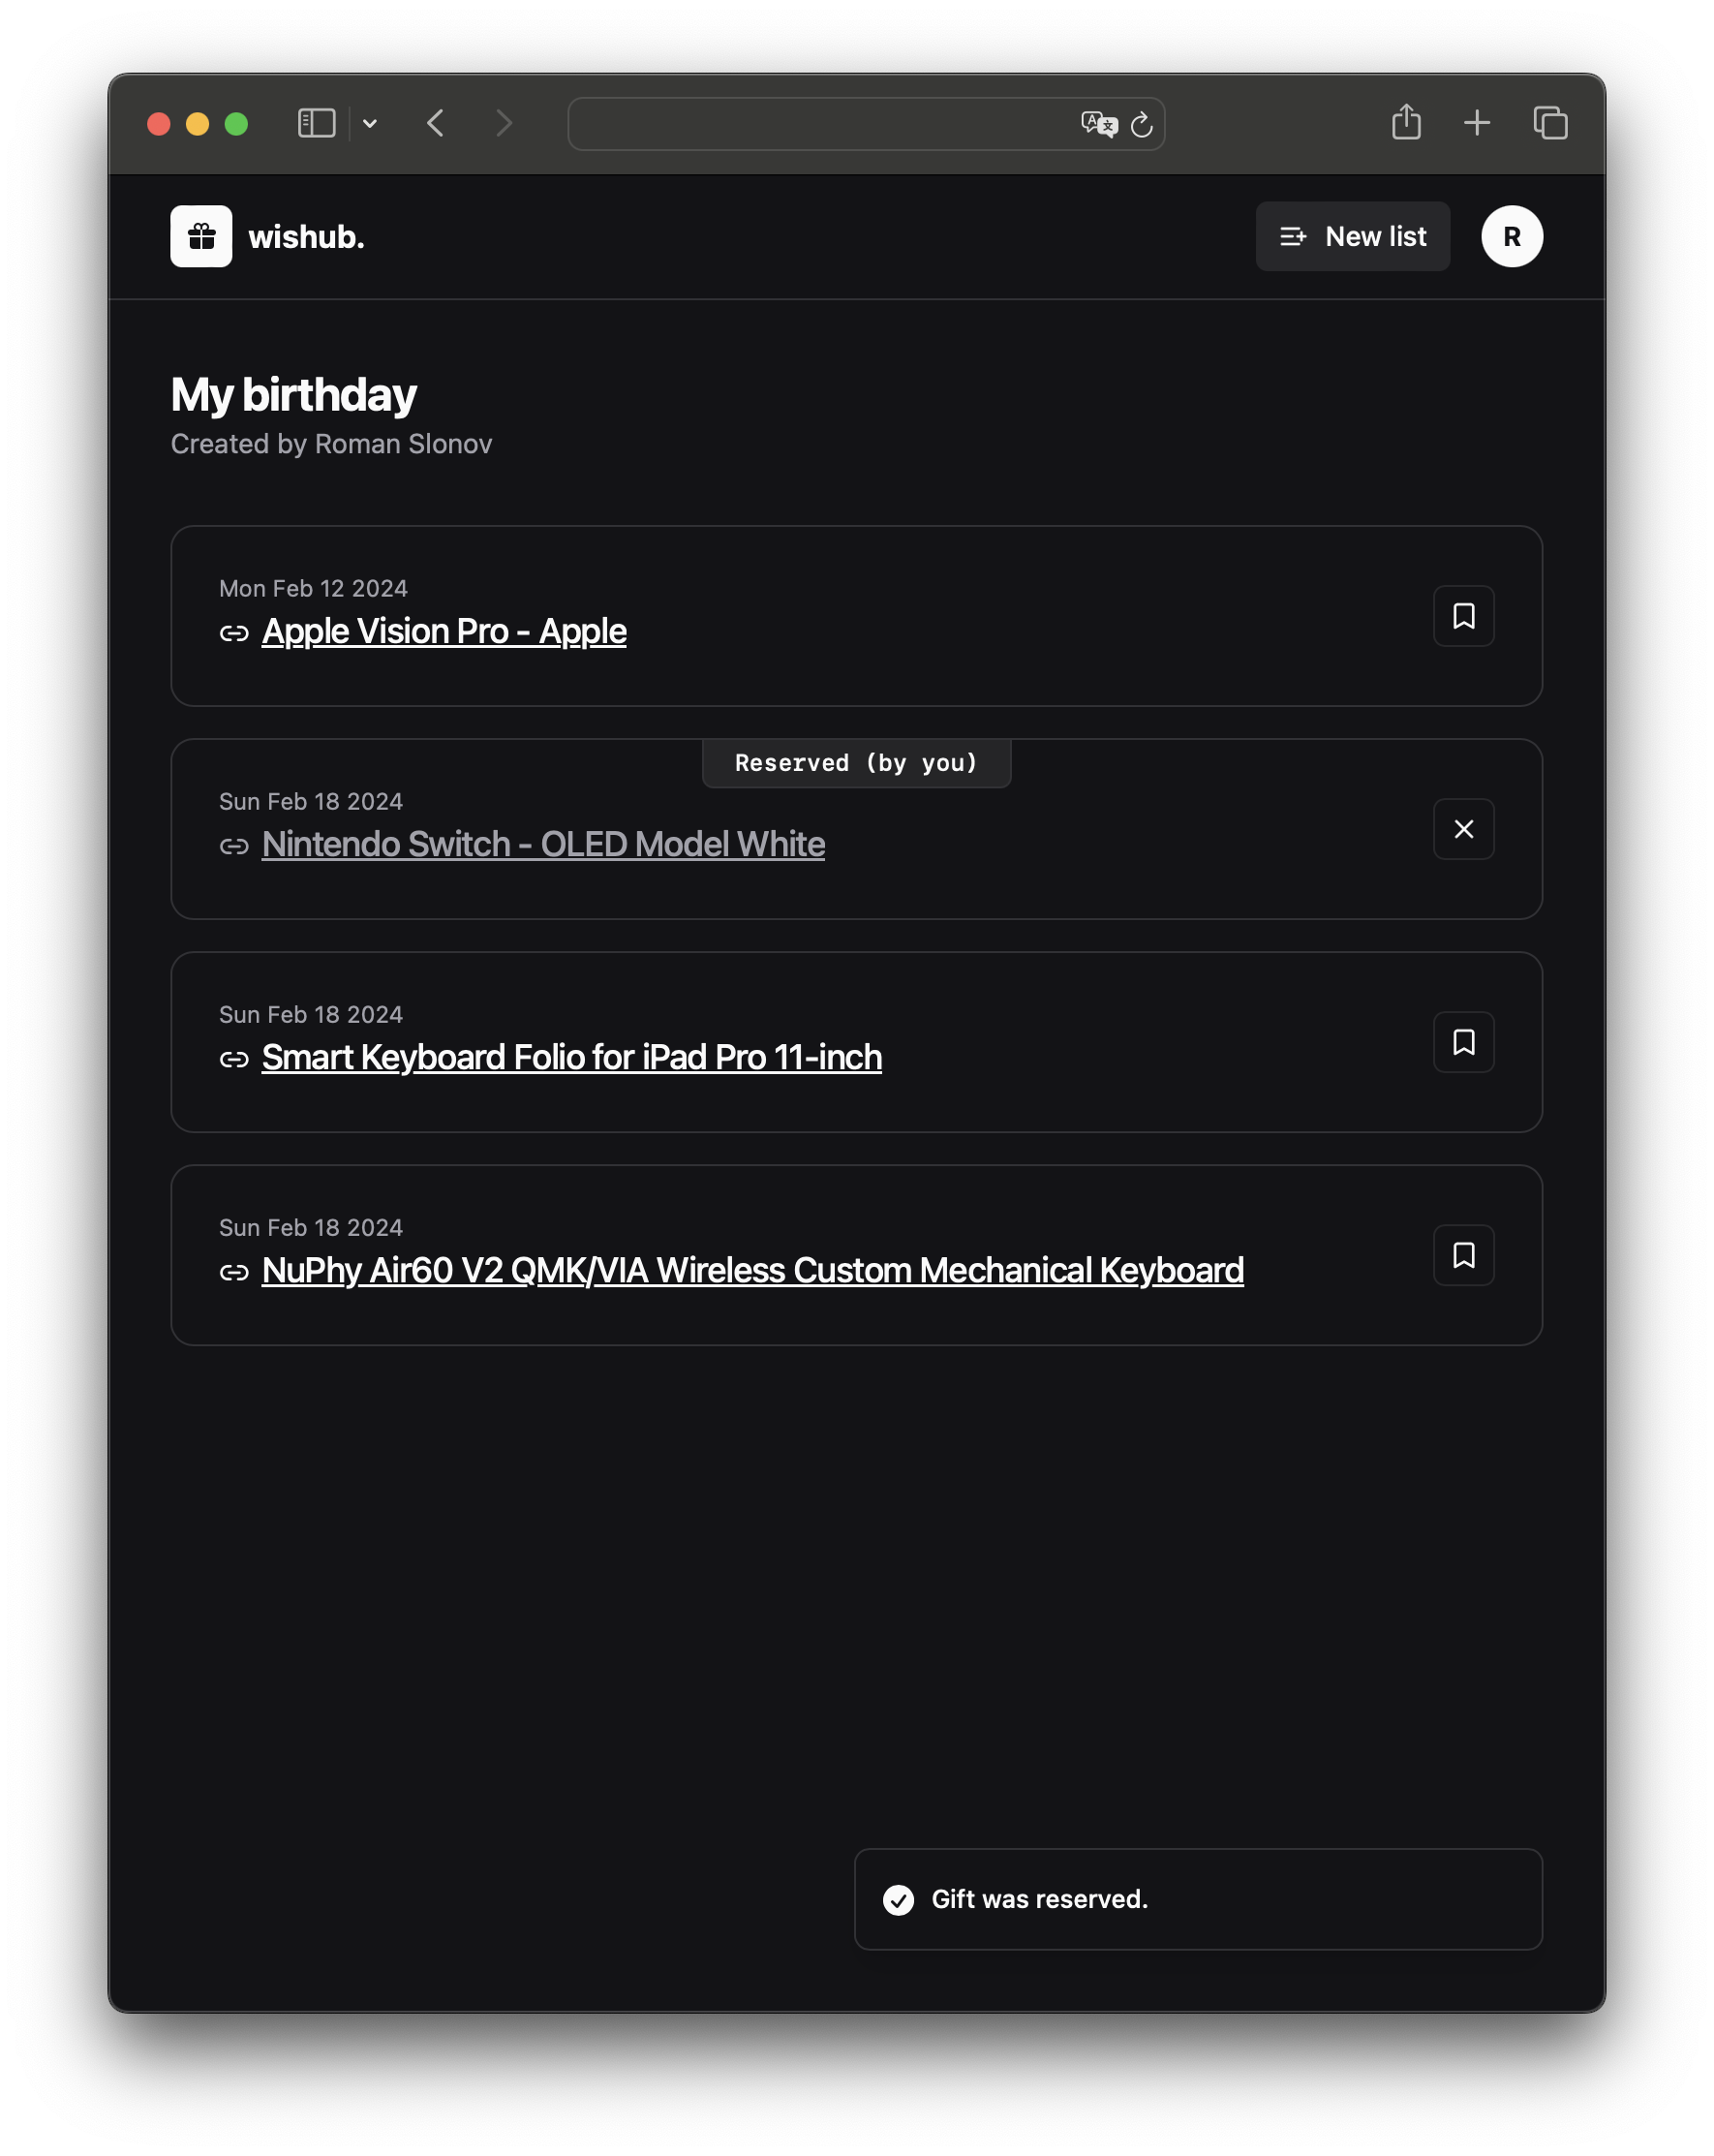 wishub.
New list
R
My birthday
Created by Roman Slonov
Mon Feb 12 2024
Apple Vision Pro - Apple
Reserved (by you)
Sun Feb 18 2024
Nintendo Switch - OLED Model White
Sun Feb 18 2024
Smart Keyboard Folio for iPad Pro 11-inch
Sun Feb 18 2024
NuPhy Air60 V2 QMK/VIA Wireless Custom Mechanical Keyboard
Gift was reserved.